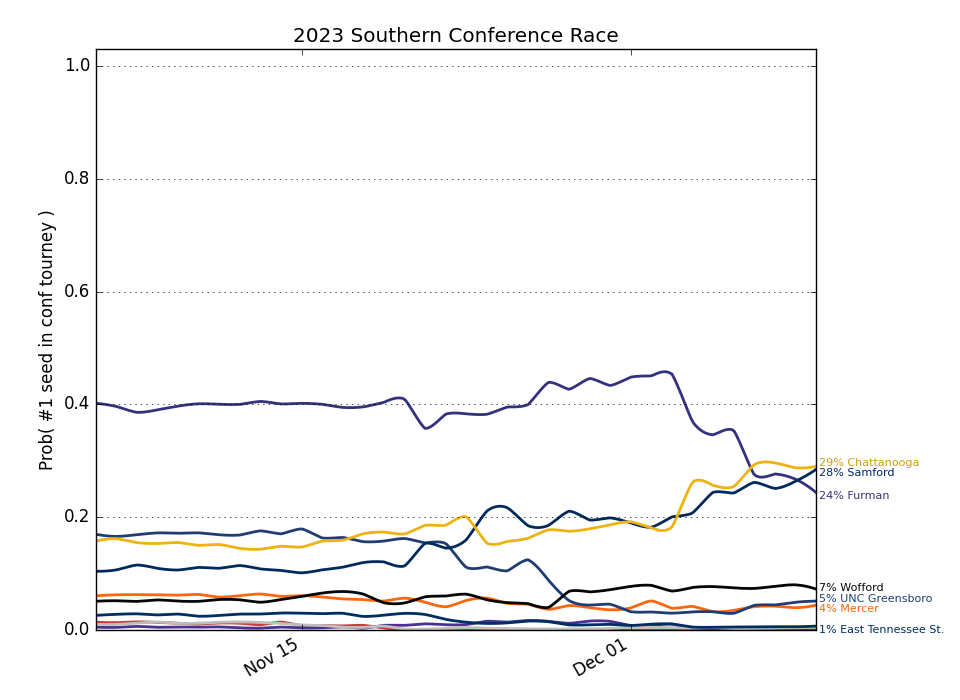 2023 Southern Conference Race
Prob( #1 seed in conf tourney )
1.0
0.8
0.6
0.4
0.2
0.0
Nov 15
Dec 01
29% Chattanooga
28% Samford
24% Furman
7% Wofford
5% UNC Greensboro
4% Mercer
1% East Tennessee St.